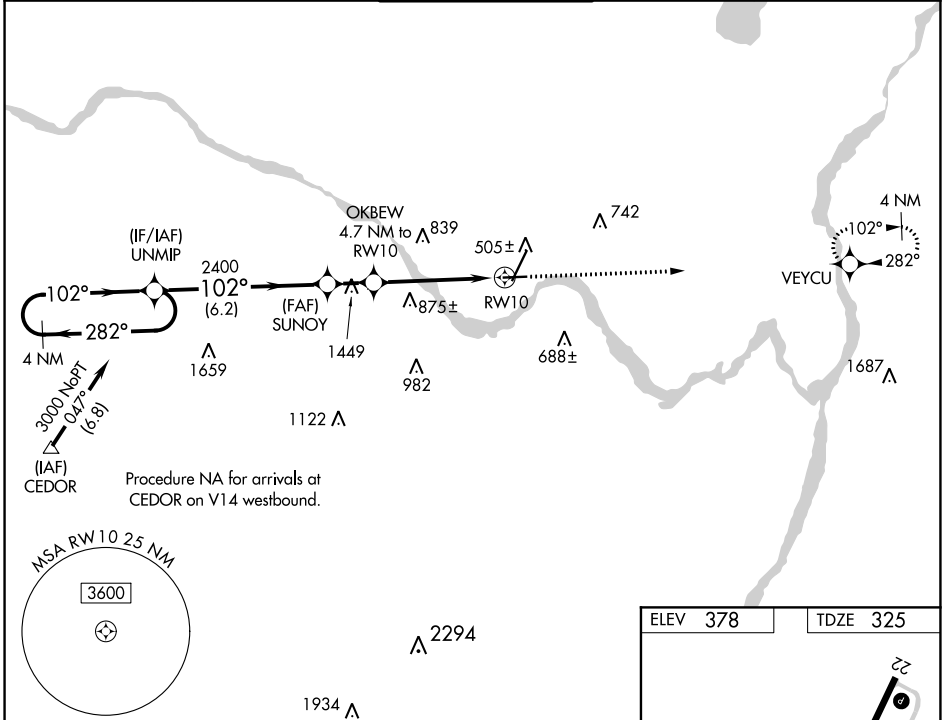 742
839
OKBEW
4.7 NM to
RW10
505±
4 NM
102°
282°
VEYCU
(IF/IAF)
UNMIP
2400
102°
(6.2)
102°
282°
4 NM
(FAF)
SUNOY
875±
RW10
1449
1659
982
688±
1687
1122
3000 NoPT
047°
(6.8)
(IAF)
CEDOR
Procedure NA for arrivals at
CEDOR on V14 westbound.
MSA RW10 25 NM
3600
2294
1934
ELEV 378
TDZE 325
22
P